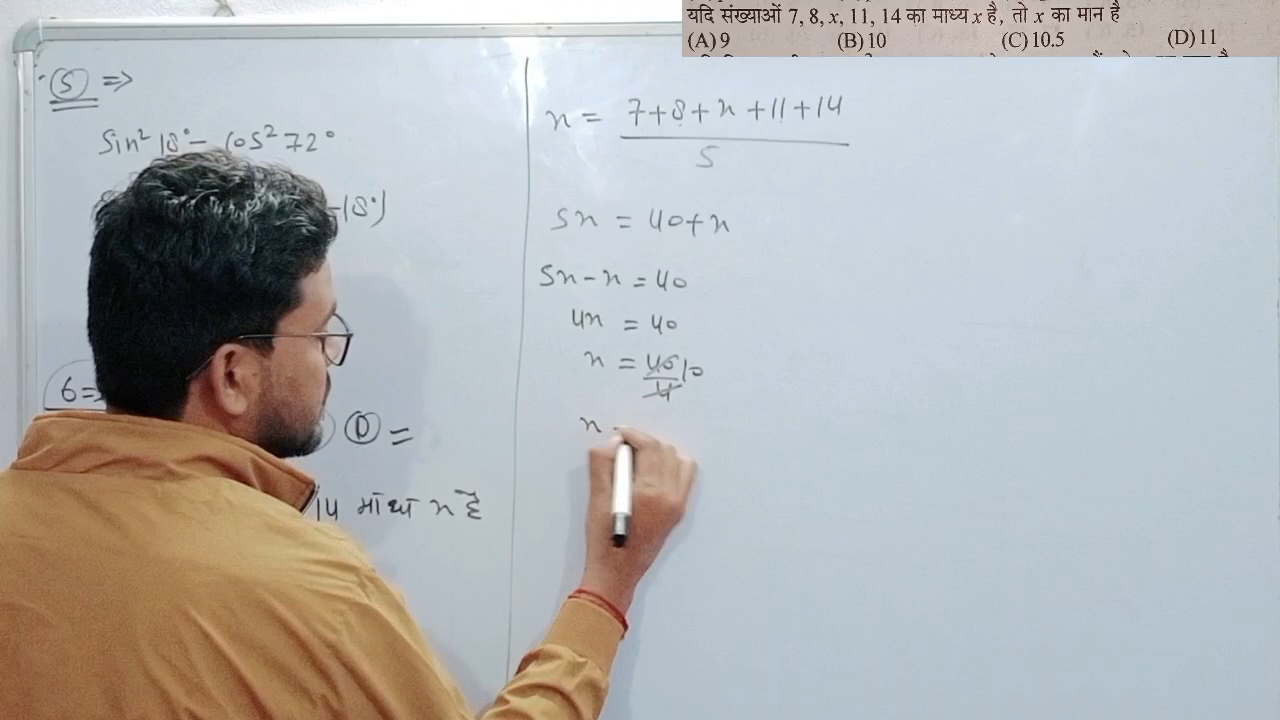 यदि संख्याओं 7, 8, x, 11, 14 का माध्य x है, तो x का मान है
(A) 9 (B) 10 (C) 10.5 (D) 11
(5) ⇒
Sin² 18° - cos² 72°
-18°)
6=
(D) =
14 माध्य x है
x = 7+8+x+11+14
5
5x = 40+x
5x-x = 40
4x = 40
x = 40/4 10
x